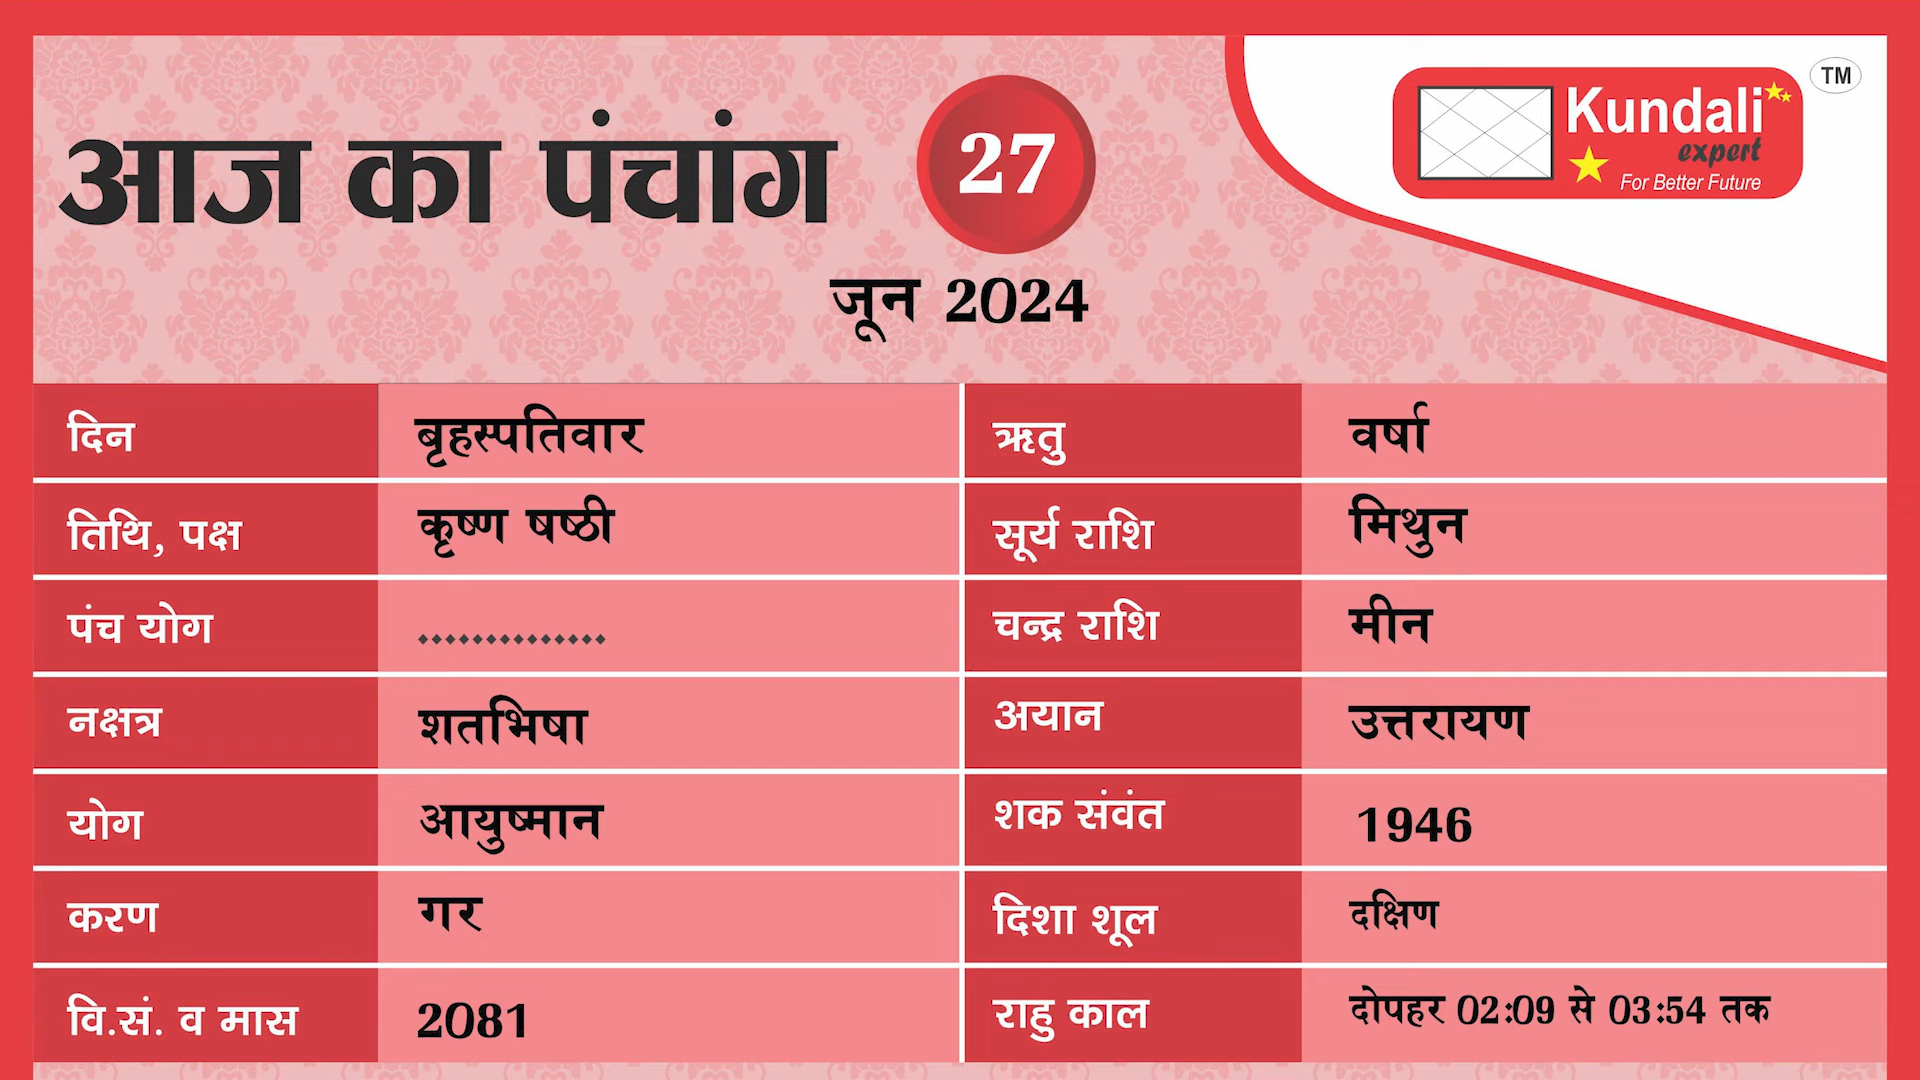 आज का पंचांग
27
जून 2024
Kundali
expert
For Better Future
TM
दिन बृहस्पतिवार ऋतु वर्षा
तिथि, पक्ष कृष्ण षष्ठी सूर्य राशि मिथुन
पंच योग .............. चन्द्र राशि मीन
नक्षत्र शतभिषा अयान उत्तरायण
योग आयुष्मान शक संवंत 1946
करण गर दिशा शूल दक्षिण
वि.सं. व मास 2081 राहु काल दोपहर 02:09 से 03:54 तक